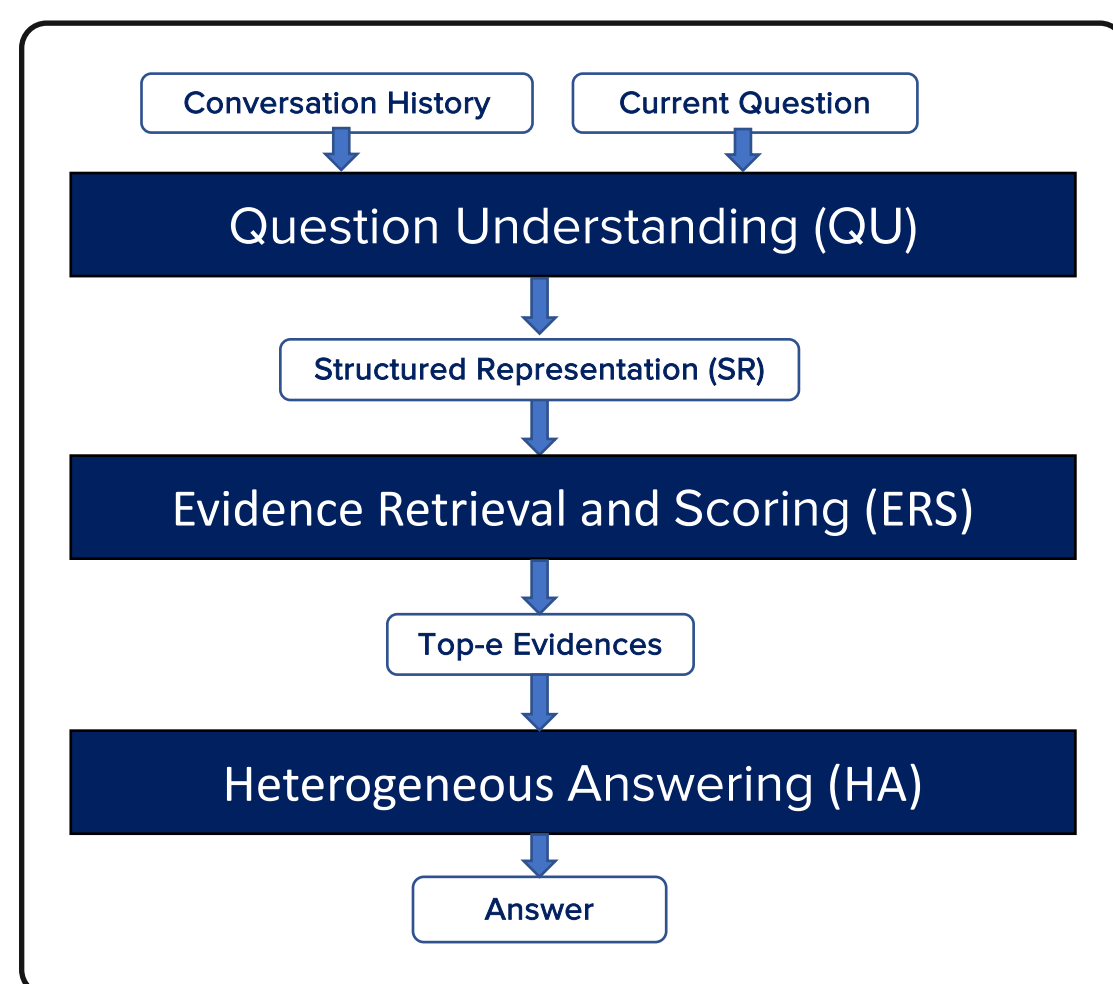 Conversation History
Current Question
Question Understanding (QU)
Structured Representation (SR)
Evidence Retrieval and Scoring (ERS)
Top-e Evidences
Heterogeneous Answering (HA)
Answer